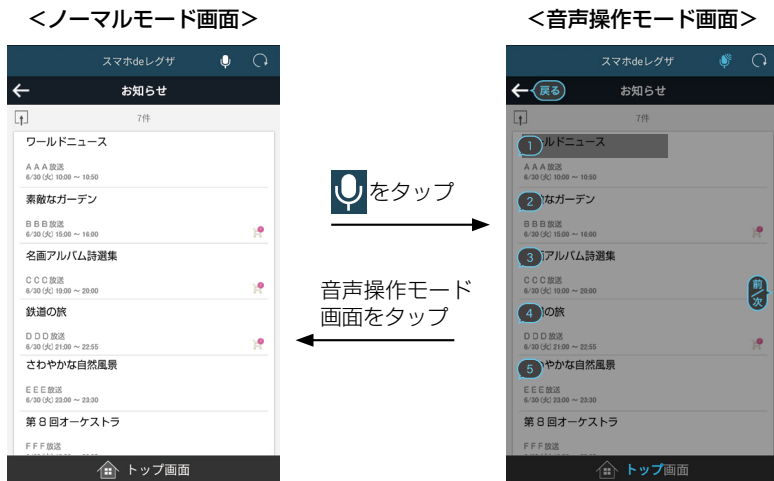 ＜ノーマルモード画面＞
スマホdeレグザ
お知らせ
7件
ワールドニュース
ＡＡＡ放送
6/30 (火) 10:00 ～ 10:50
素敵なガーデン
ＢＢＢ放送
6/30 (火) 15:00 ～ 16:00
名画アルバム詩選集
ＣＣＣ放送
6/30 (火) 19:00 ～ 20:00
鉄道の旅
ＤＤＤ放送
6/30 (火) 21:00 ～ 22:55
さわやかな自然風景
ＥＥＥ放送
6/30 (火) 23:00 ～ 23:30
第８回オーケストラ
ＦＦＦ放送
トップ画面
をタップ
音声操作モード
画面をタップ
＜音声操作モード画面＞
スマホdeレグザ
戻る
お知らせ
7件
1 ールドニュース
ＡＡＡ放送
6/30 (火) 10:00 ～ 10:50
2 なガーデン
ＢＢＢ放送
6/30 (火) 15:00 ～ 16:00
3 アルバム詩選集
ＣＣＣ放送
6/30 (火) 19:00 ～ 20:00
前/次
4 の旅
ＤＤＤ放送
6/30 (火) 21:00 ～ 22:55
5 やかな自然風景
ＥＥＥ放送
6/30 (火) 23:00 ～ 23:30
第８回オーケストラ
ＦＦＦ放送
トップ画面